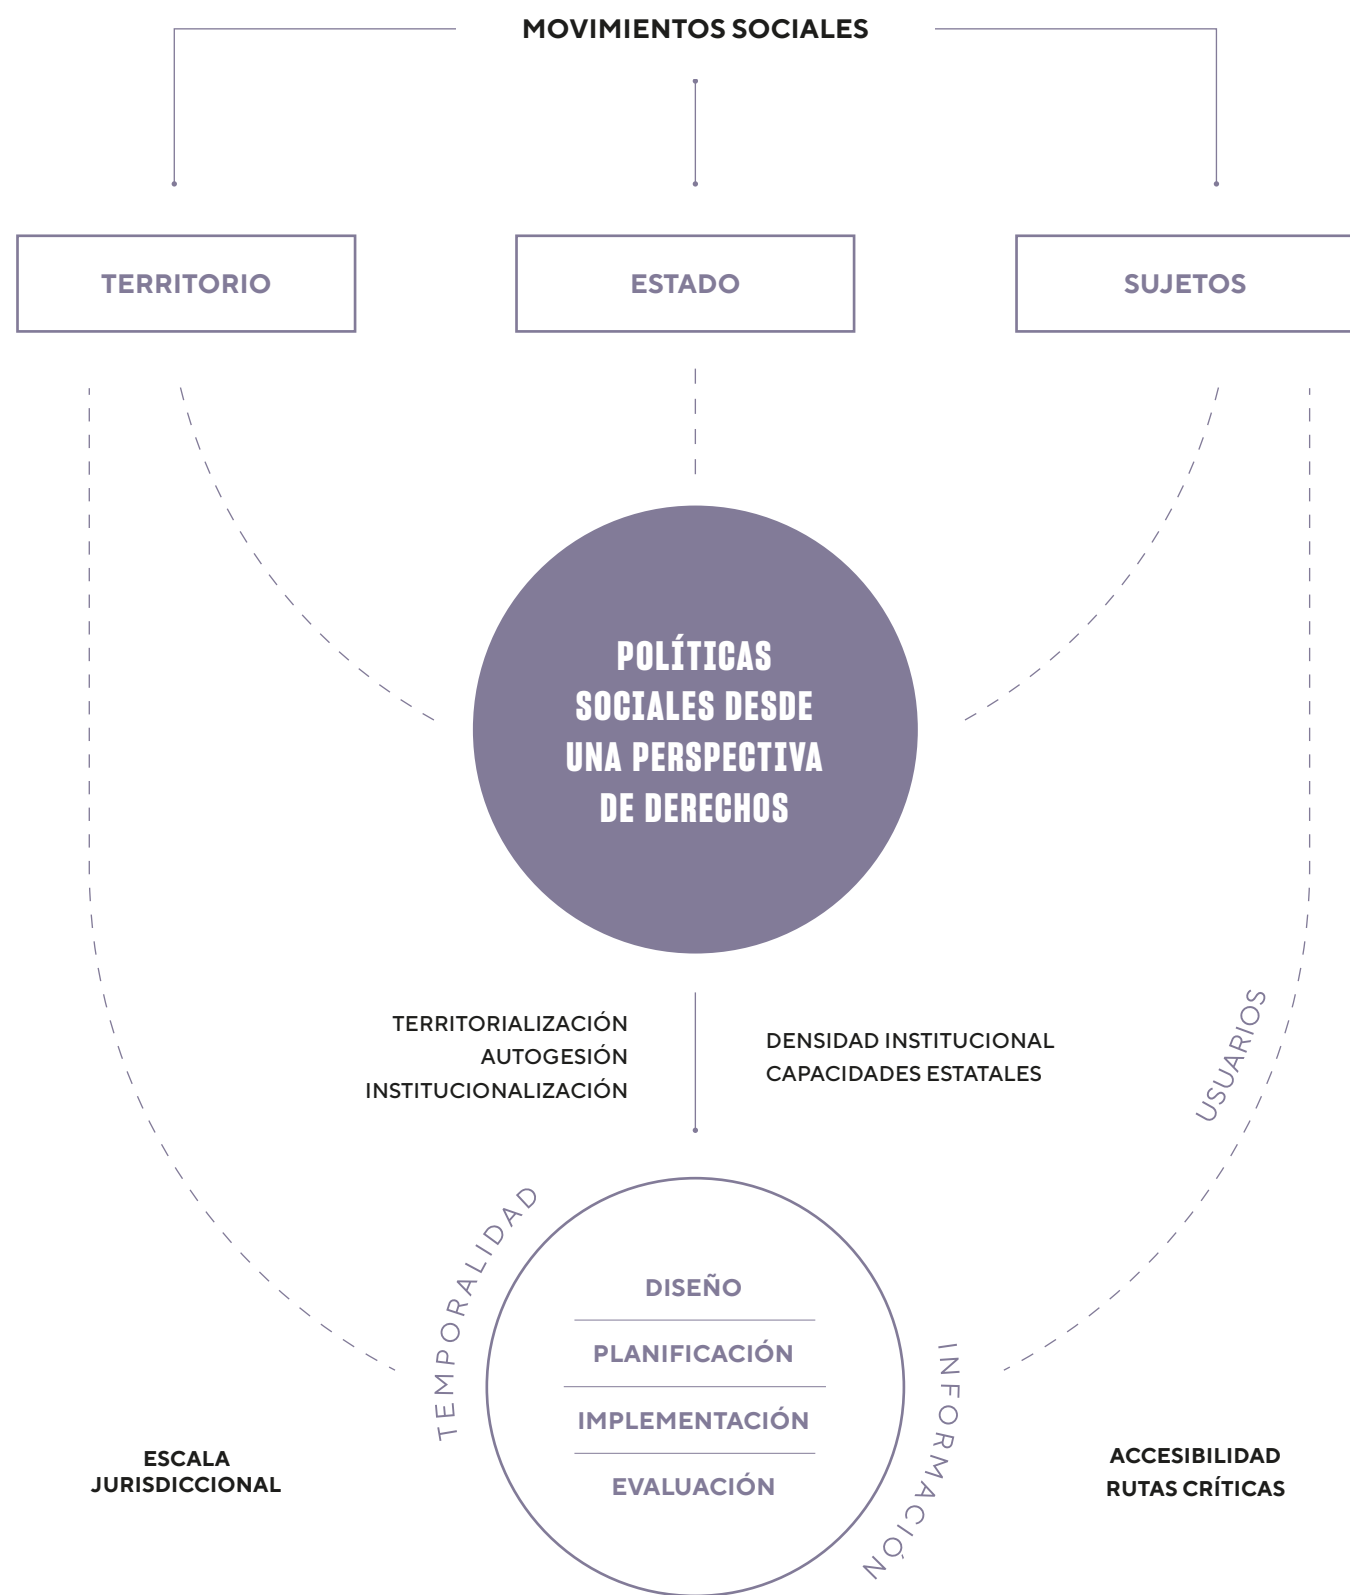 MOVIMIENTOS SOCIALES
TERRITORIO
ESTADO
SUJETOS
POLÍTICAS
SOCIALES DESDE
UNA PERSPECTIVA
DE DERECHOS
TERRITORIALIZACIÓN
AUTOGESIÓN
INSTITUCIONALIZACIÓN
DENSIDAD INSTITUCIONAL
CAPACIDADES ESTATALES
USUARIOS
TEMPORALIDAD
DISEÑO
PLANIFICACIÓN
IMPLEMENTACIÓN
EVALUACIÓN
INFORMACIÓN
ESCALA
JURISDICCIONAL
ACCESIBILIDAD
RUTAS CRÍTICAS